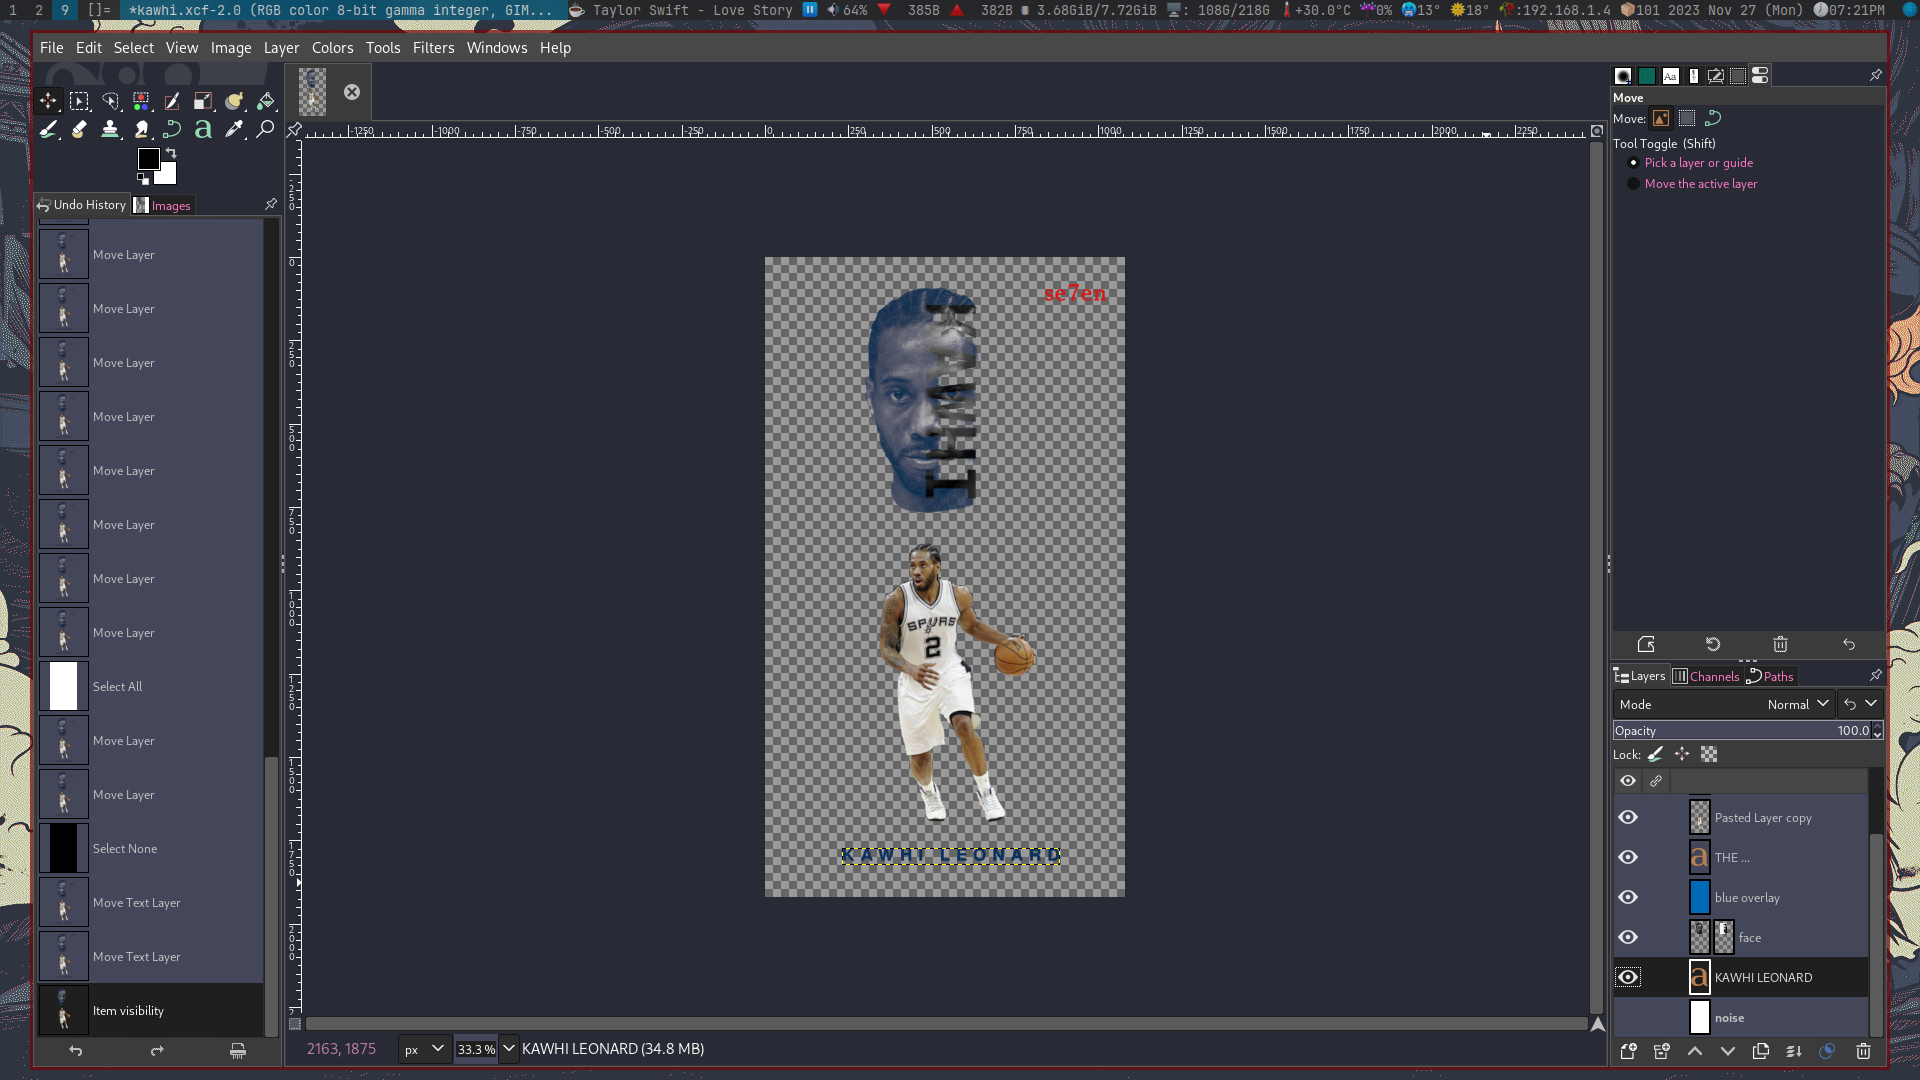 1 2 9 []= *kawhi.xcf-2.0 (RGB color 8-bit gamma integer, GIM... Taylor Swift - Love Story 64% 385B 382B 3.68GiB/7.72GiB : 108G/218G +30.0°C 0% 13° 18° :192.168.1.4 101 2023 Nov 27 (Mon) 07:21PM
File Edit Select View Image Layer Colors Tools Filters Windows Help
Move
Move:
Tool Toggle (Shift)
Pick a layer or guide
Move the active layer
Undo History Images
Move Layer
Move Layer
Move Layer
Move Layer
Move Layer
Move Layer
Move Layer
Move Layer
Select All
Move Layer
Move Layer
Select None
Move Text Layer
Move Text Layer
Item visibility
-1250 -1000 -750 -500 -250 0 250 500 750 1000 1250 1500 1750 2000 2250
se7en
KAWHI
SPURS
2
KAWHI LEONARD
Layers Channels Paths
Mode Normal
Opacity 100.0
Lock:
Pasted Layer copy
THE ...
blue overlay
face
KAWHI LEONARD
noise
2163, 1875 px 33.3 % KAWHI LEONARD (34.8 MB)